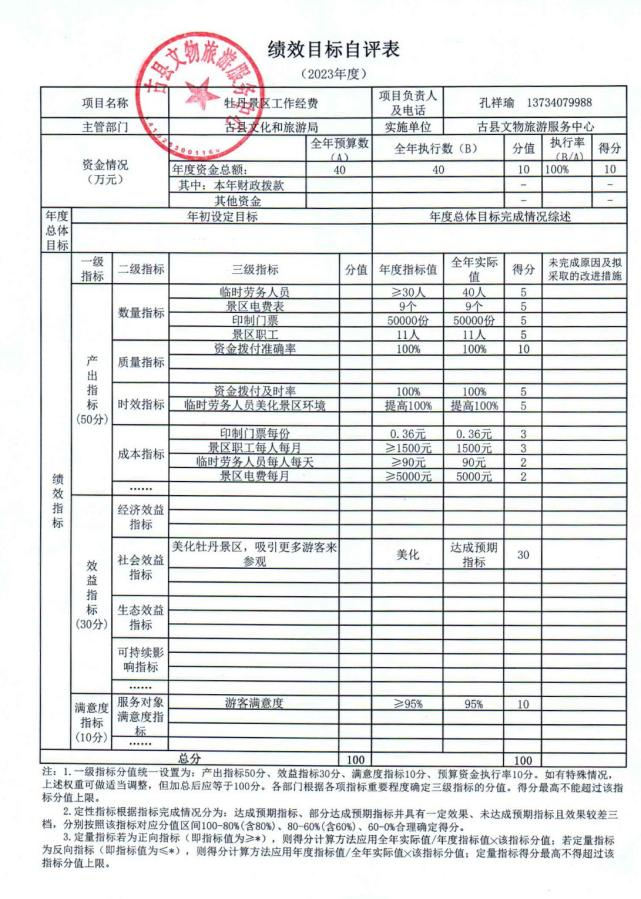 绩效目标自评表
(2023年度)
项目名称 牡丹景区工作经费 项目负责人及电话 孔祥瑜 13734079988
主管部门 古县文化和旅游局 实施单位 古县文物旅游服务中心
资金情况(万元) 全年预算数(A) 全年执行数(B) 分值 执行率(B/A) 得分
年度资金总额: 40 40 10 100% 10
其中: 本年财政拨款 - -
其他资金 - -
年度总体目标 年初设定目标 年度总体目标完成情况综述
绩效指标 一级指标 二级指标 三级指标 分值 年度指标值 全年实际值 得分 未完成原因及拟采取的改进措施
产出指标(50分) 数量指标 临时劳务人员 ≥30人 40人 5
景区电费表 9个 9个 5
印制门票 50000份 50000份 5
景区职工 11人 11人 5
质量指标 资金拨付准确率 100% 100% 10
时效指标 资金拨付及时率 100% 100% 5
临时劳务人员美化景区环境 提高100% 提高100% 5
成本指标 印制门票每份 0.36元 0.36元 3
景区职工每人每月 ≥1500元 1500元 3
临时劳务人员每人每天 ≥90元 90元 2
景区电费每月 ≥5000元 5000元 2
……
效益指标(30分) 经济效益指标
社会效益指标 美化牡丹景区，吸引更多游客来参观 美化 达成预期指标 30
生态效益指标
可持续影响指标
……
满意度指标(10分) 服务对象满意度指标 游客满意度 ≥95% 95% 10
……
总分 100 100
注: 1.一级指标分值统一设置为: 产出指标50分、效益指标30分、满意度指标10分、预算资金执行率10分。如有特殊情况，
上述权重可做适当调整，但加总后应等于100分。各部门根据各项指标重要程度确定三级指标的分值。得分最高不能超过该指
标分值上限。
2.定性指标根据指标完成情况分为: 达成预期指标、部分达成预期指标并具有一定效果、未达成预期指标且效果较差三
档，分别按照该指标对应分值区间100-80%(含80%)、80-60%(含60%)、60-0%合理确定得分。
3.定量指标若为正向指标（即指标值为≥*），则得分计算方法应用全年实际值/年度指标值×该指标分值; 若定量指标
为反向指标（即指标值为≤*），则得分计算方法应用年度指标值/全年实际值×该指标分值; 定量指标得分最高不得超过该
指标分值上限。
古县文物旅游服务中心